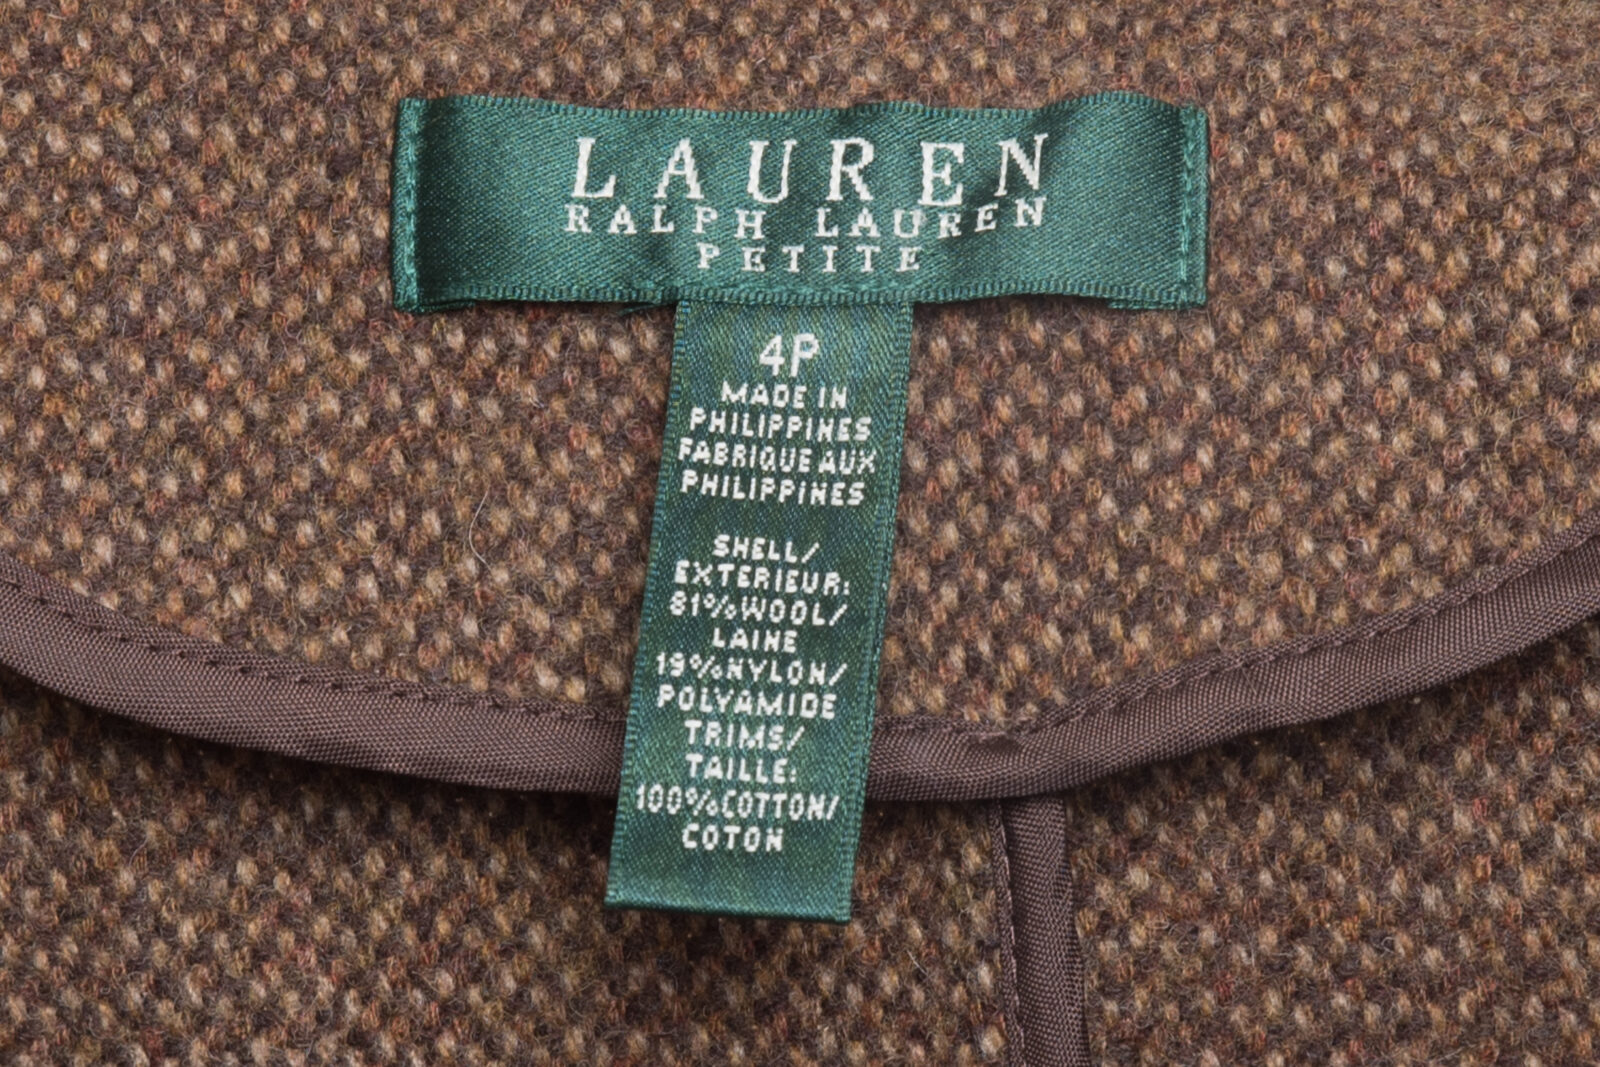 LAUREN
RALPH LAUREN
PETITE
4P
MADE IN
PHILIPPINES
FABRIQUE AUX
PHILIPPINES
SHELL/
EXTERIEUR:
81%WOOL/
LAINE
19%NYLON/
POLYAMIDE
TRIMS/
TAILLE:
100%COTTON/
COTON